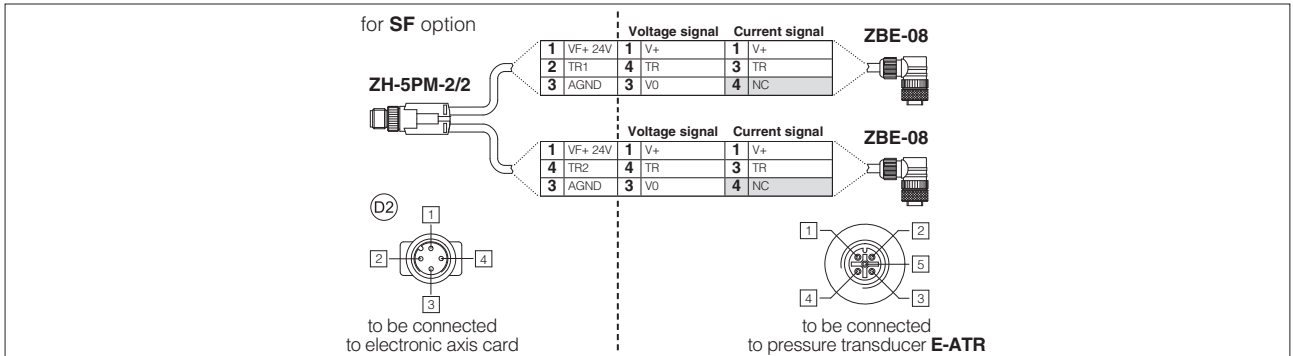 for SF option
Voltage signal Current signal
ZBE-08
1 VF+ 24V 1 V+ 1 V+
2 TR1 4 TR 3 TR
3 AGND 3 V0 4 NC
ZH-5PM-2/2
Voltage signal Current signal
ZBE-08
1 VF+ 24V 1 V+ 1 V+
4 TR2 4 TR 3 TR
3 AGND 3 V0 4 NC
D2
1
2 4
3
1 2
5
4 3
to be connected
to electronic axis card
to be connected
to pressure transducer E-ATR